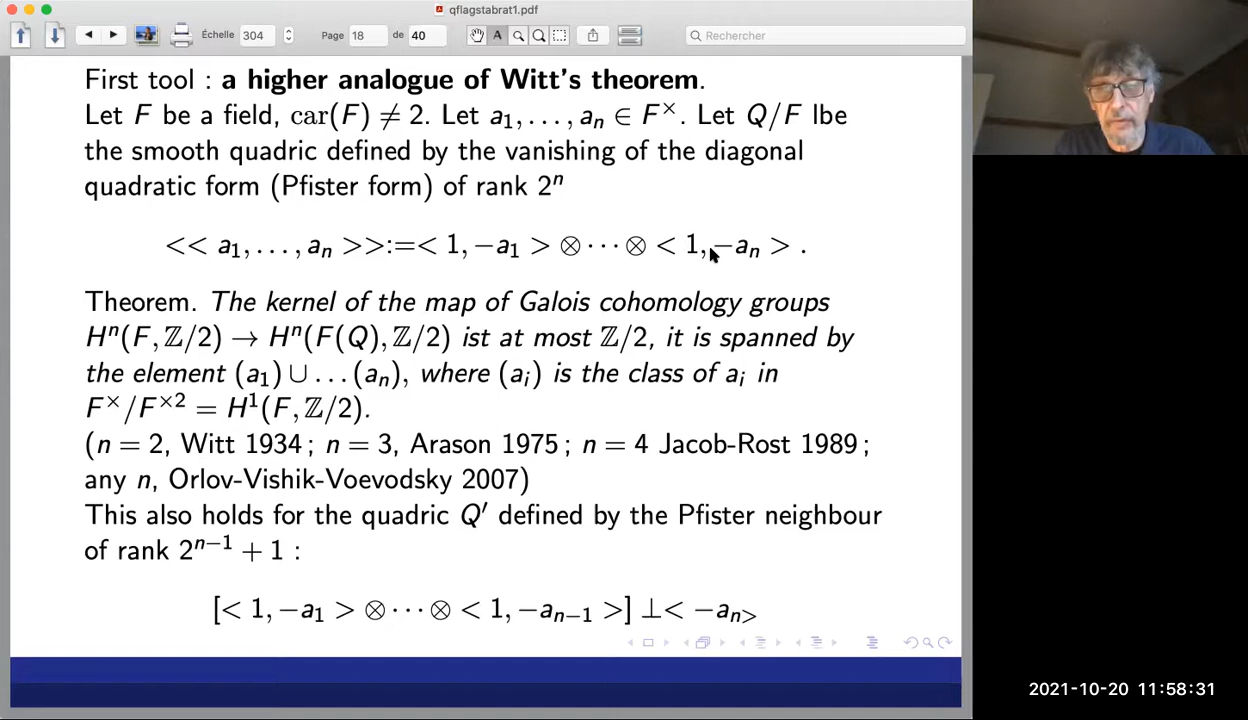 qflagstabrat1.pdf
Échelle 304 Page 18 de 40 A Rechercher
First tool : a higher analogue of Witt's theorem.
Let F be a field, car(F) ≠ 2. Let a₁, . . . , aₙ ∈ F^×. Let Q/F lbe
the smooth quadric defined by the vanishing of the diagonal
quadratic form (Pfister form) of rank 2ⁿ
<< a₁, . . . , aₙ >>:=< 1, −a₁ > ⊗ · · · ⊗ < 1, −aₙ > .
Theorem. The kernel of the map of Galois cohomology groups
Hⁿ(F, ℤ/2) → Hⁿ(F(Q), ℤ/2) ist at most ℤ/2, it is spanned by
the element (a₁) ∪ . . . (aₙ), where (aᵢ) is the class of aᵢ in
F^×/F^×2 = H¹(F, ℤ/2).
(n = 2, Witt 1934 ; n = 3, Arason 1975 ; n = 4 Jacob-Rost 1989 ;
any n, Orlov-Vishik-Voevodsky 2007)
This also holds for the quadric Q′ defined by the Pfister neighbour
of rank 2ⁿ⁻¹ + 1 :
[< 1, −a₁ > ⊗ · · · ⊗ < 1, −aₙ₋₁ >] ⊥< −a_{n>}
2021-10-20 11:58:31